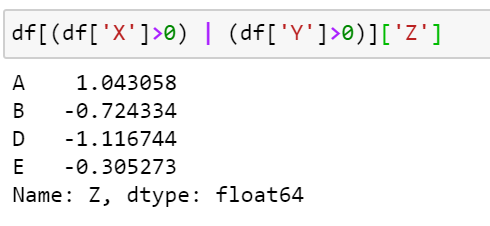 df[(df['X']>0) | (df['Y']>0)]['Z']
A    1.043058
B   -0.724334
D   -1.116744
E   -0.305273
Name: Z, dtype: float64